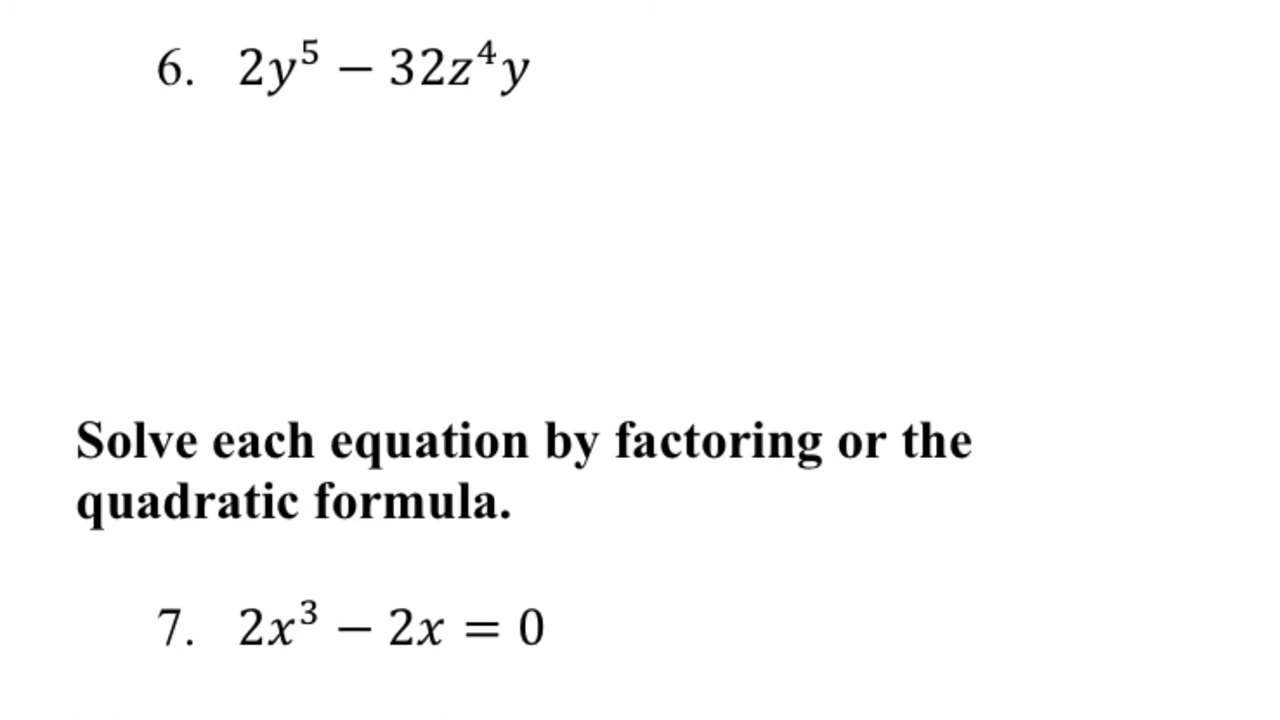 6. 2y⁵ − 32z⁴y
Solve each equation by factoring or the
quadratic formula.
7. 2x³ − 2x = 0